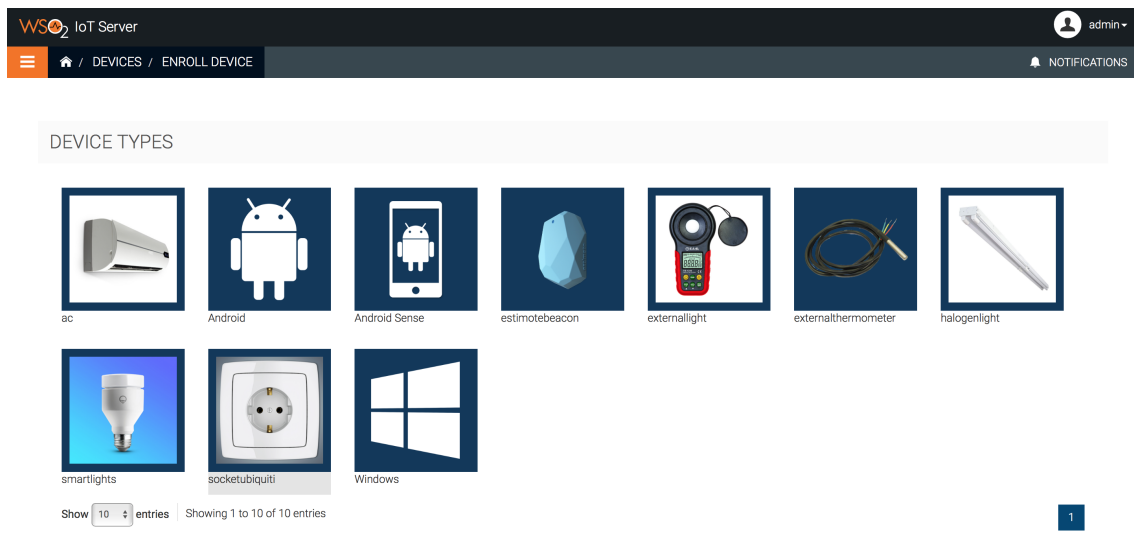 WSO2 IoT Server
admin
/ DEVICES / ENROLL DEVICE
NOTIFICATIONS
DEVICE TYPES
ac
Android
Android Sense
estimotebeacon
externallight
externalthermometer
halogenlight
smartlights
socketubiquiti
Windows
Show 10 entries Showing 1 to 10 of 10 entries
1